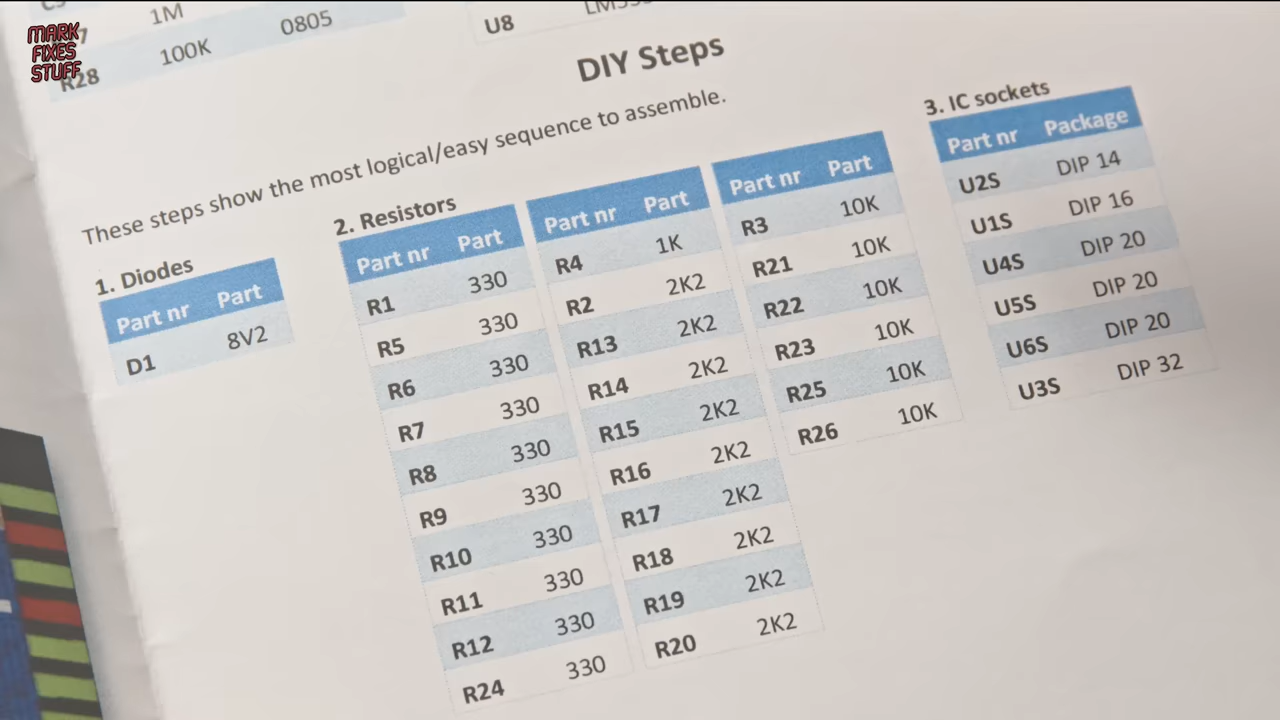 MARK
FIXES
STUFF
1M
R28 100K 0805
U8
DIY Steps
These steps show the most logical/easy sequence to assemble.
1. Diodes
Part nr Part
D1 8V2
2. Resistors
Part nr Part
R1 330
R5 330
R6 330
R7 330
R8 330
R9 330
R10 330
R11 330
R12 330
R24 330
Part nr Part
R4 1K
R2 2K2
R13 2K2
R14 2K2
R15 2K2
R16 2K2
R17 2K2
R18 2K2
R19 2K2
R20 2K2
Part nr Part
R3 10K
R21 10K
R22 10K
R23 10K
R25 10K
R26 10K
3. IC sockets
Part nr Package
U2S DIP 14
U1S DIP 16
U4S DIP 20
U5S DIP 20
U6S DIP 20
U3S DIP 32